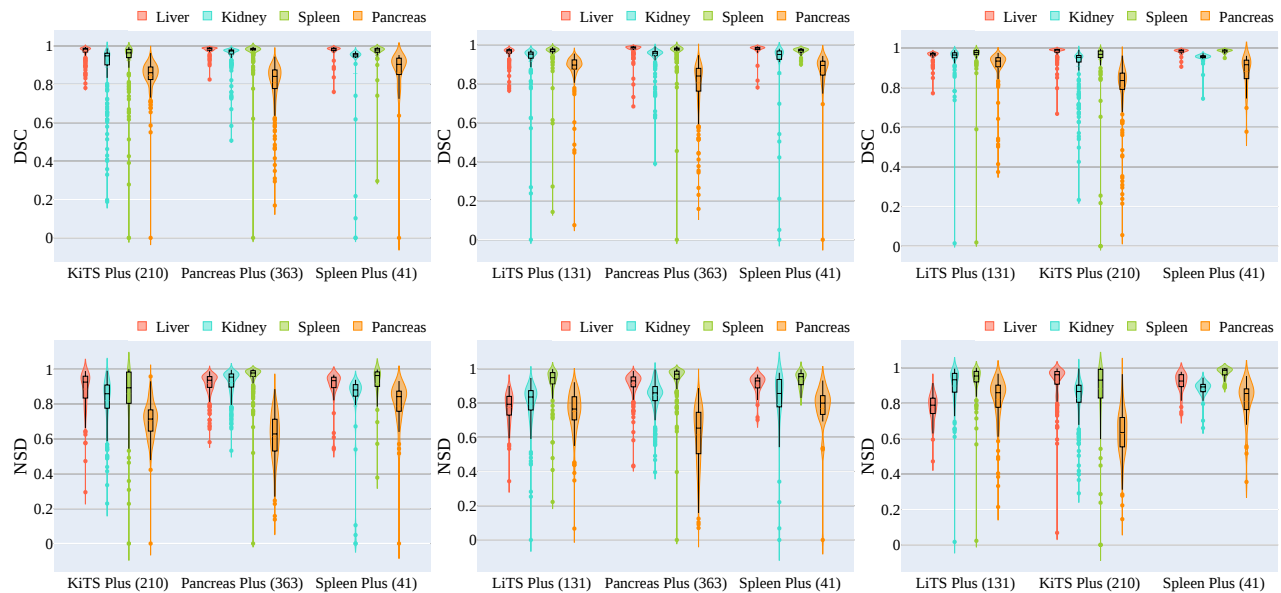 Liver Kidney Spleen Pancreas
1
0.8
0.6
0.4
0.2
0
DSC
KiTS Plus (210) Pancreas Plus (363) Spleen Plus (41)
Liver Kidney Spleen Pancreas
1
0.8
0.6
0.4
0.2
0
DSC
LiTS Plus (131) Pancreas Plus (363) Spleen Plus (41)
Liver Kidney Spleen Pancreas
1
0.8
0.6
0.4
0.2
0
DSC
LiTS Plus (131) KiTS Plus (210) Spleen Plus (41)
Liver Kidney Spleen Pancreas
1
0.8
0.6
0.4
0.2
0
NSD
KiTS Plus (210) Pancreas Plus (363) Spleen Plus (41)
Liver Kidney Spleen Pancreas
1
0.8
0.6
0.4
0.2
0
NSD
LiTS Plus (131) Pancreas Plus (363) Spleen Plus (41)
Liver Kidney Spleen Pancreas
1
0.8
0.6
0.4
0.2
0
NSD
LiTS Plus (131) KiTS Plus (210) Spleen Plus (41)